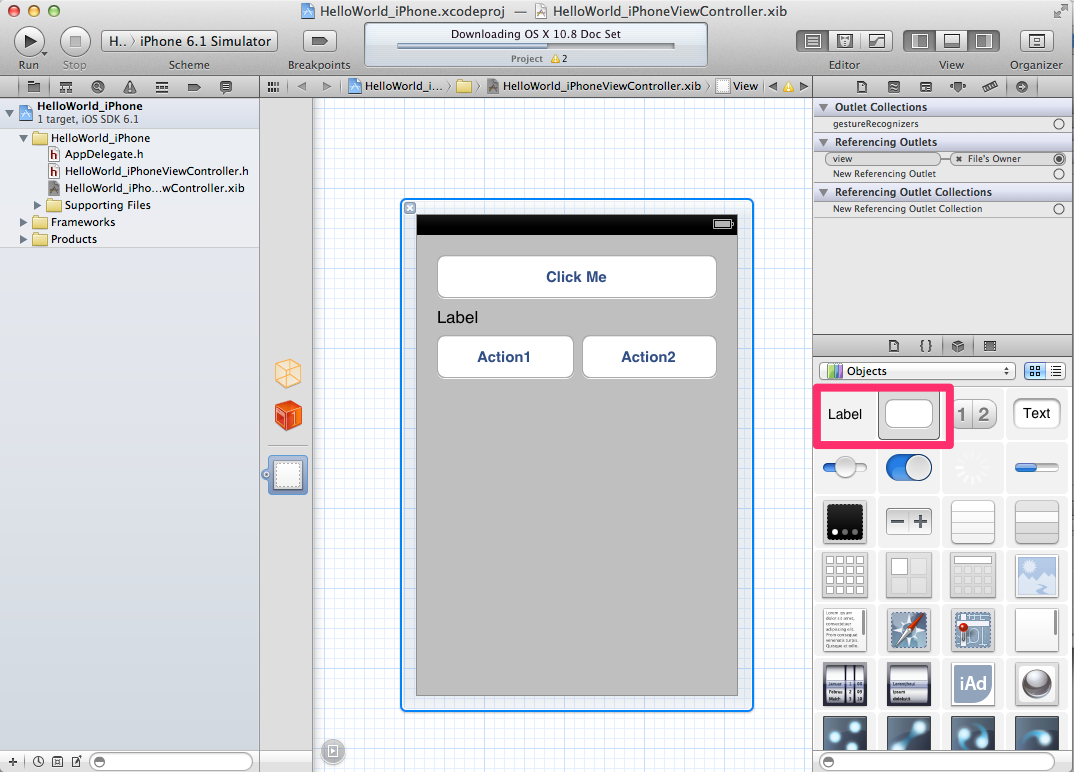 HelloWorld_iPhone.xcodeproj — HelloWorld_iPhoneViewController.xib
Run
Stop
H.. 〉 iPhone 6.1 Simulator
Scheme
Breakpoints
Downloading OS X 10.8 Doc Set
Project 2
Editor
View
Organizer
HelloWorld_i...
HelloWorld_iPhoneViewController.xib
View
HelloWorld_iPhone
1 target, iOS SDK 6.1
HelloWorld_iPhone
AppDelegate.h
HelloWorld_iPhoneViewController.h
HelloWorld_iPho...wController.xib
Supporting Files
Frameworks
Products
Click Me
Label
Action1 Action2
Outlet Collections
gestureRecognizers
Referencing Outlets
view File's Owner
New Referencing Outlet
Referencing Outlet Collections
New Referencing Outlet Collection
{ }
Objects
Label 1 2 Text
iAd